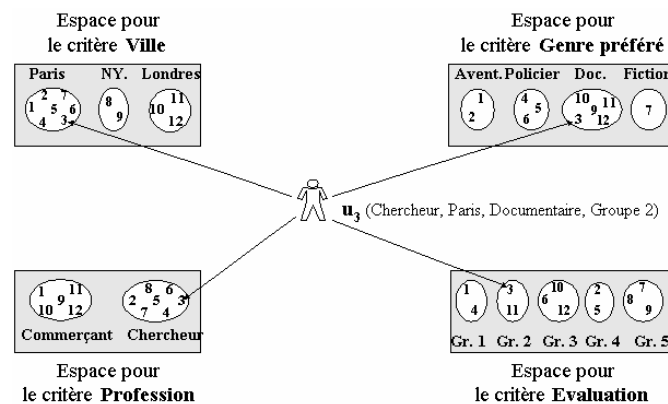 Espace pour
le critère Ville
Paris NY. Londres
1 2 7 5 6 4 3
8 9
10 11 12
Espace pour
le critère Genre préféré
Avent. Policier Doc. Fiction
1 2
4 5 6
10 9 11 3 12
7
u3 (Chercheur, Paris, Documentaire, Groupe 2)
1 11 9 10 12
8 6 2 5 3 7 4
Commerçant Chercheur
Espace pour
le critère Profession
1 4
3 11
10 6 12
2 5
7 8 9
Gr. 1 Gr. 2 Gr. 3 Gr. 4 Gr. 5
Espace pour
le critère Evaluation